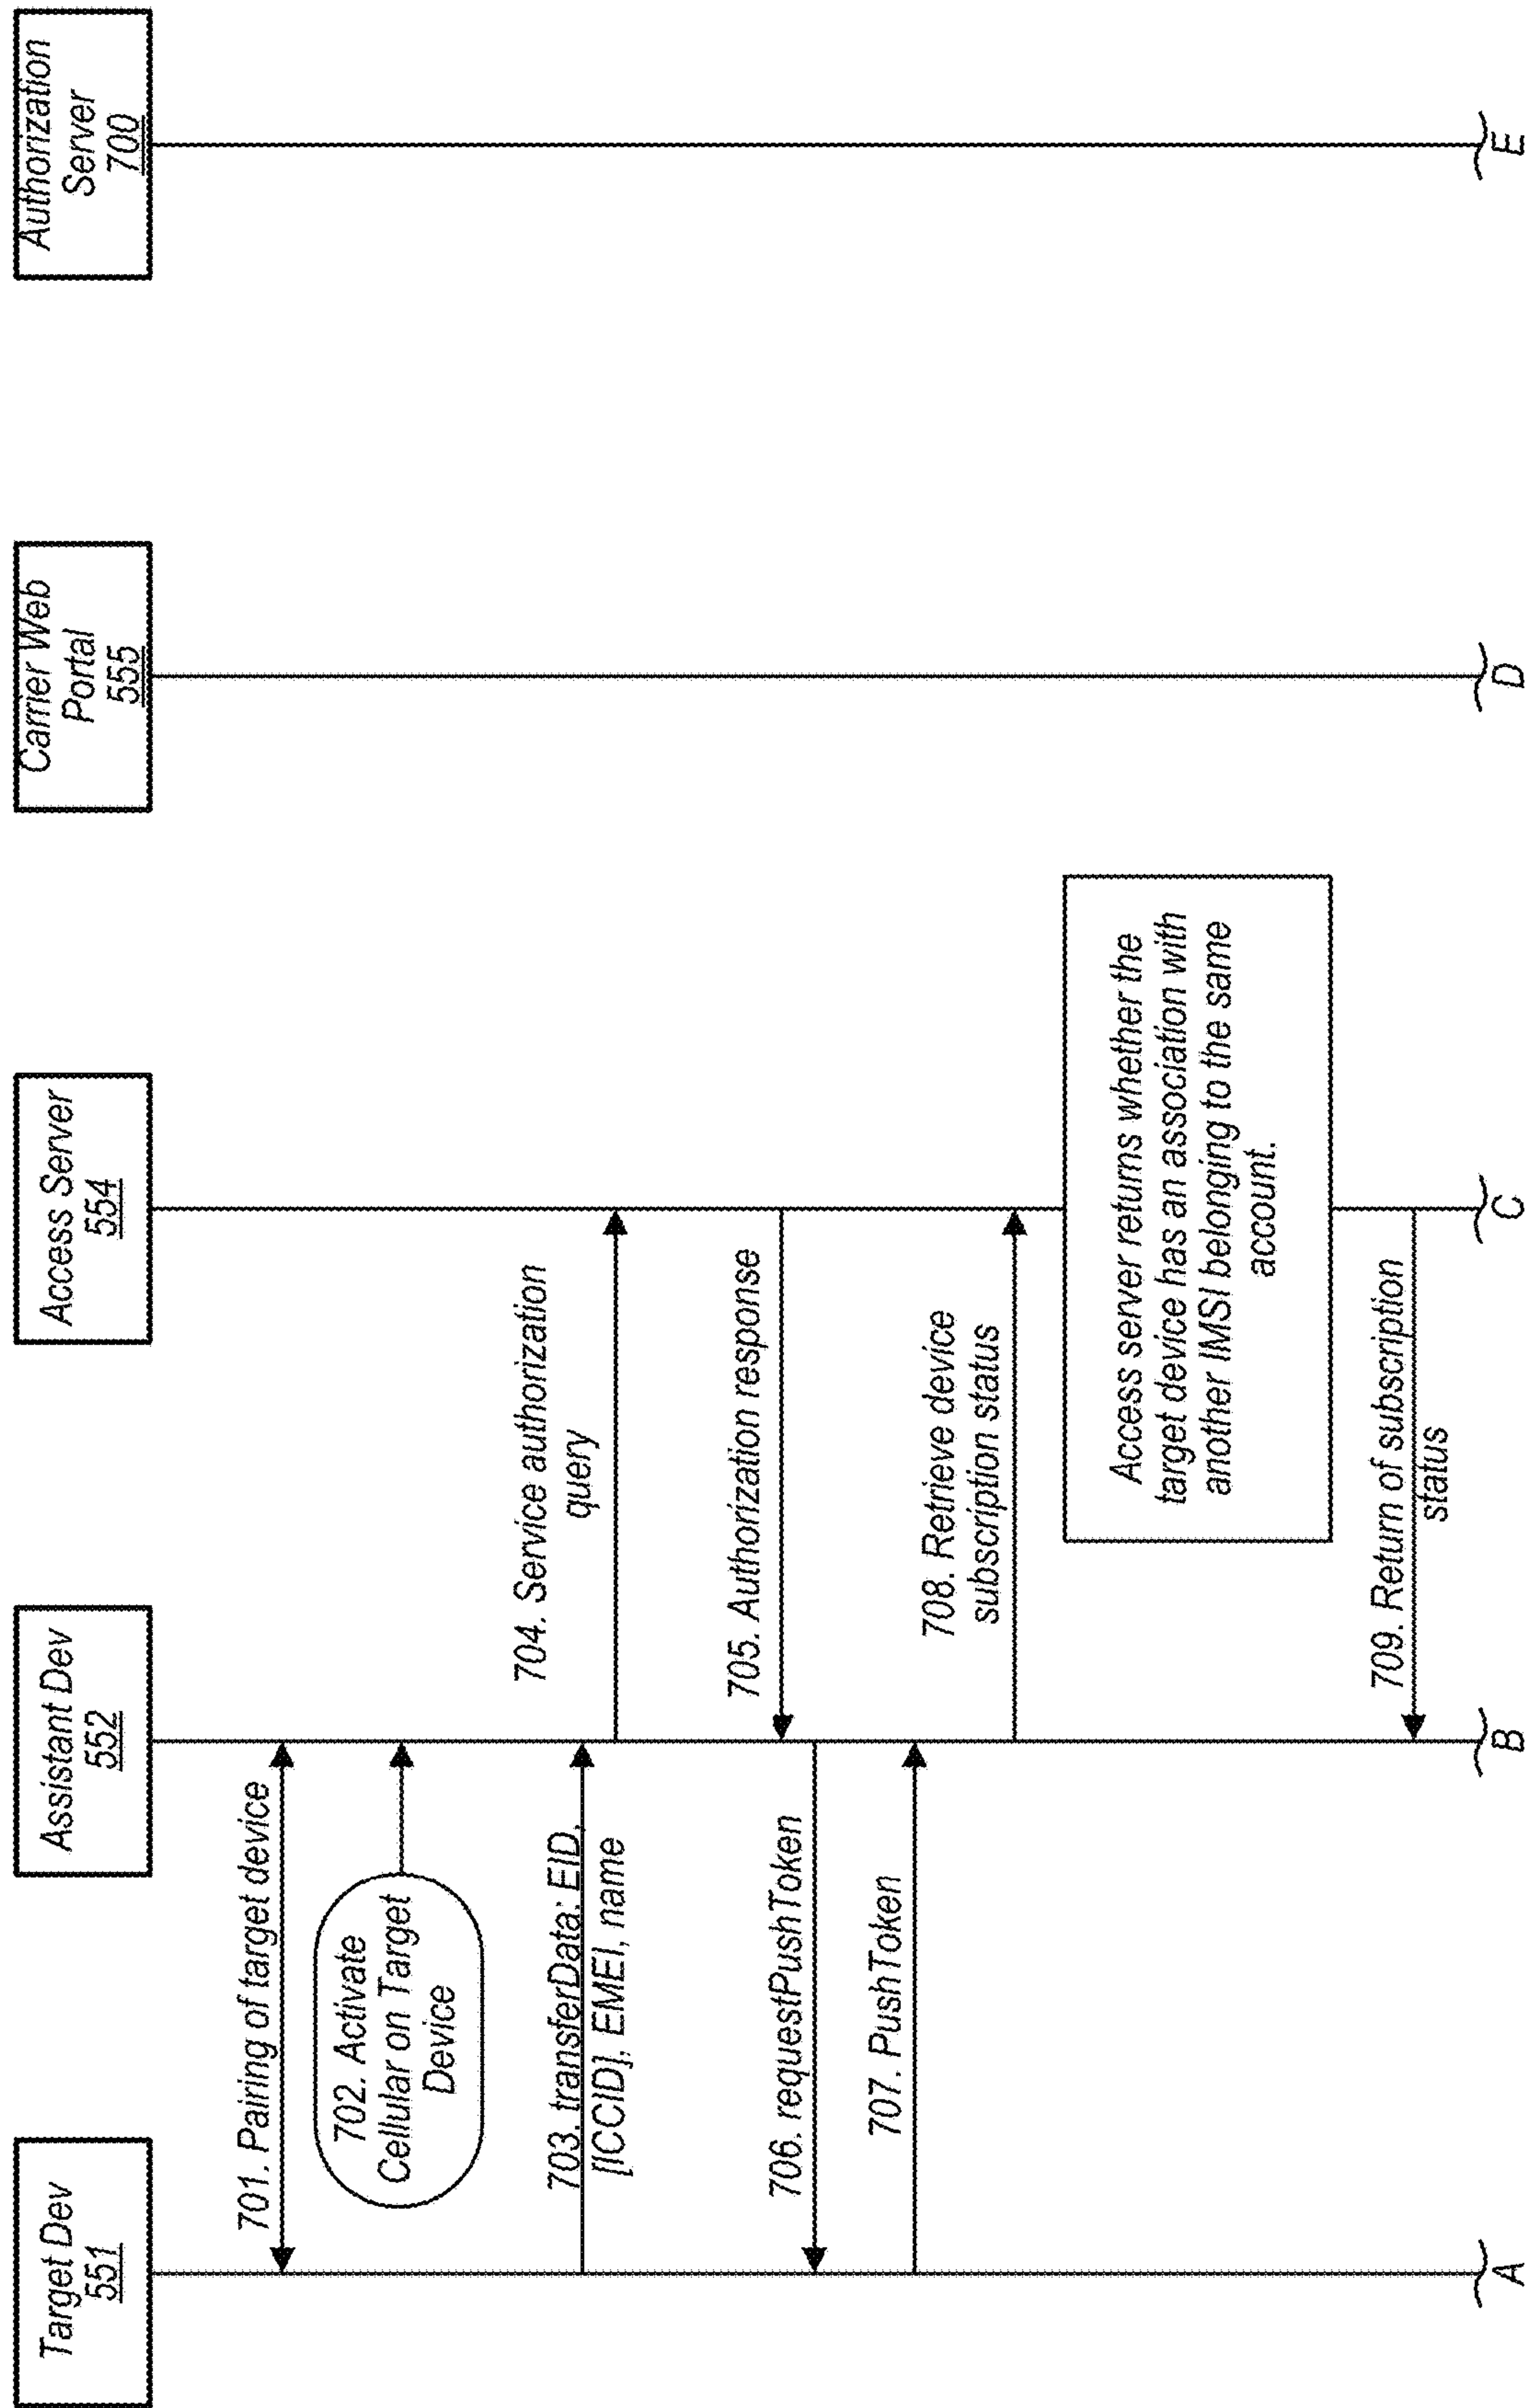 Target Dev
551
Assistant Dev
552
Access Server
554
Carrier Web
Portal
555
Authorization
Server
700
701. Pairing of target device
702. Activate
Cellular on Target
Device
703. transferData: EID,
[ICCID], EMEI, name
704. Service authorization
query
705. Authorization response
706. requestPushToken
707. PushToken
708. Retrieve device
subscription status
Access server returns whether the
target device has an association with
another IMSI belonging to the same
account.
709. Return of subscription
status
A
B
C
D
E